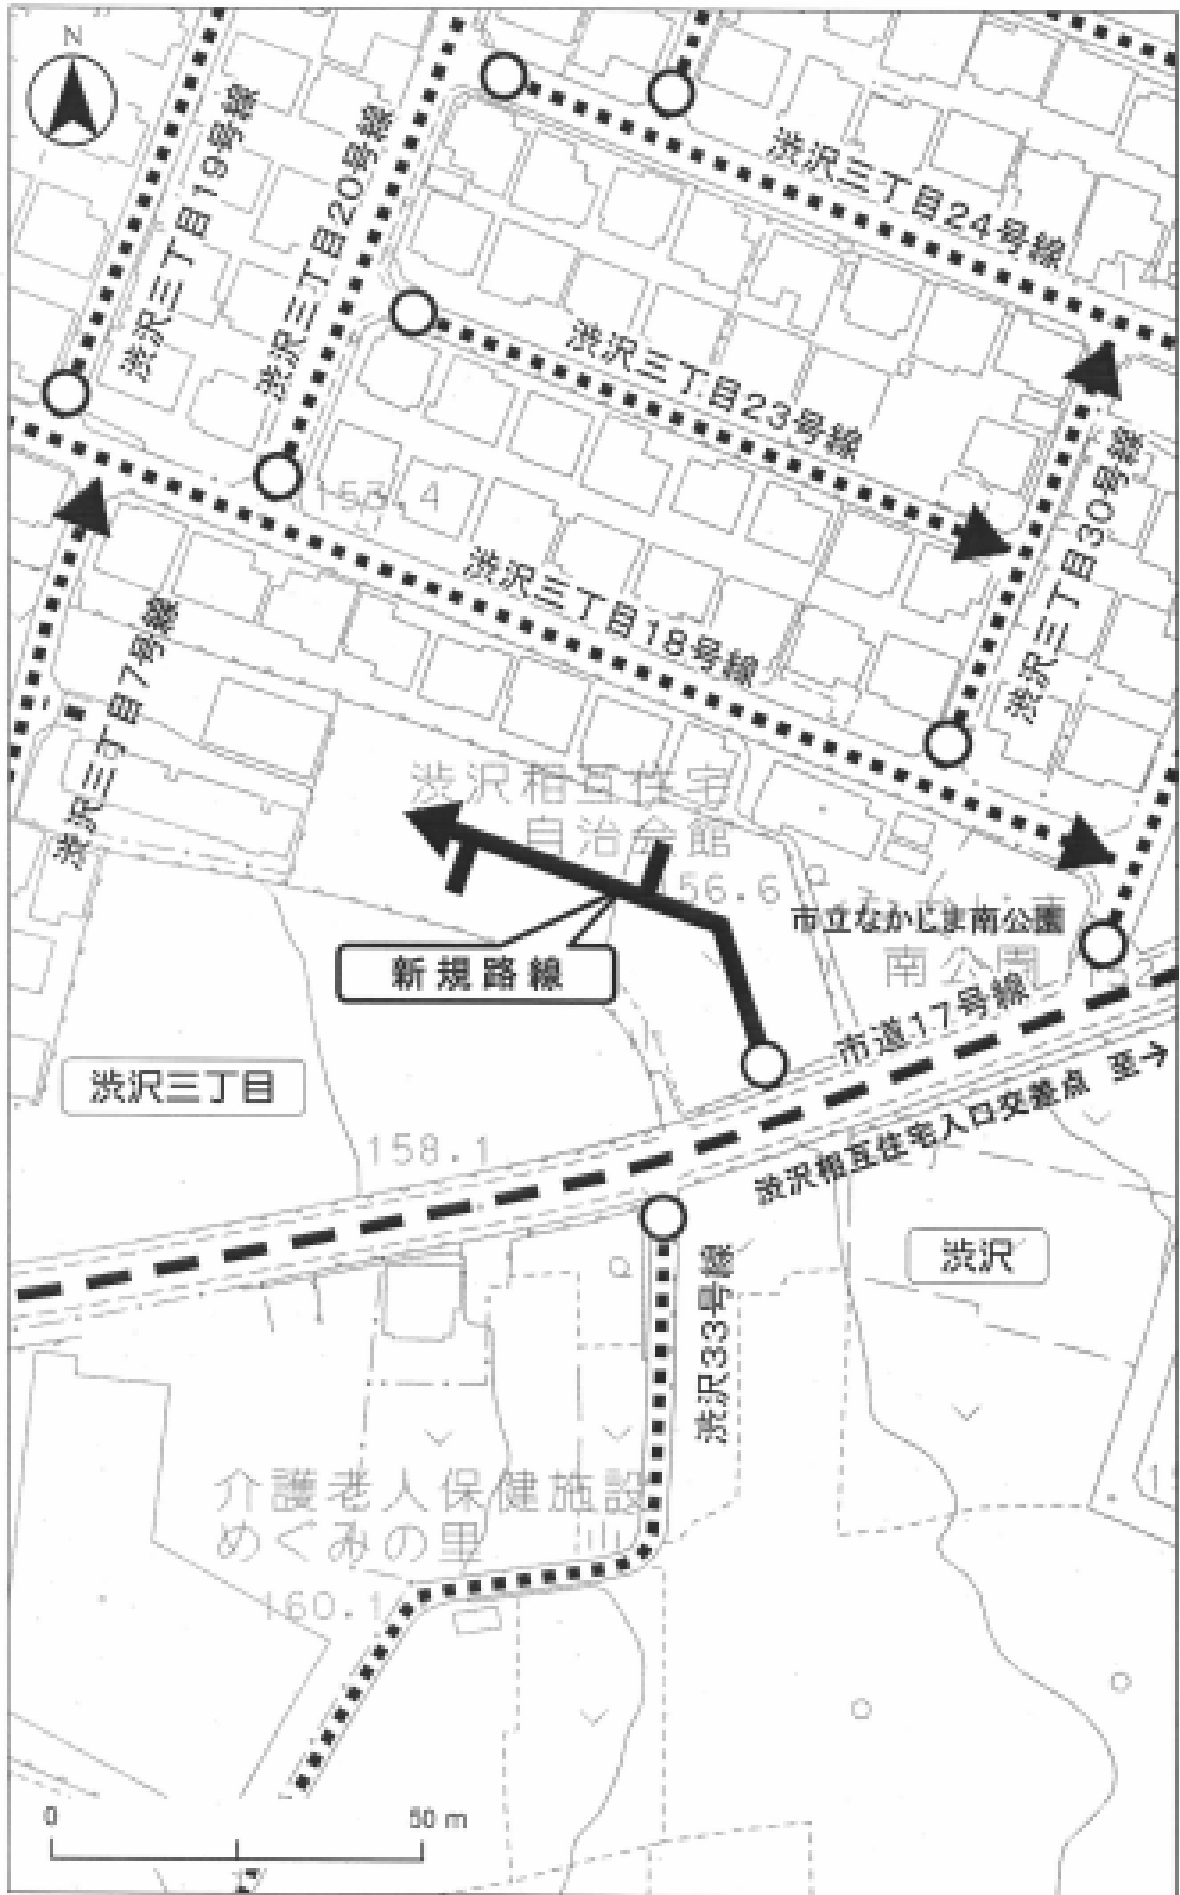 N
渋沢三丁目19号線
渋沢三丁目20号線
渋沢三丁目24号線
渋沢三丁目23号線
渋沢三丁目30号線
153.4
渋沢三丁目18号線
渋沢三丁目7号線
渋沢相互住宅
自治会館
156.6
市立なかじま南公園
南公園
新規路線
市道17号線
渋沢三丁目
158.1
渋沢相互住宅入口交差点 至→
渋沢
渋沢33号線
介護老人保健施設
めぐみの里
160.1
0 50 m